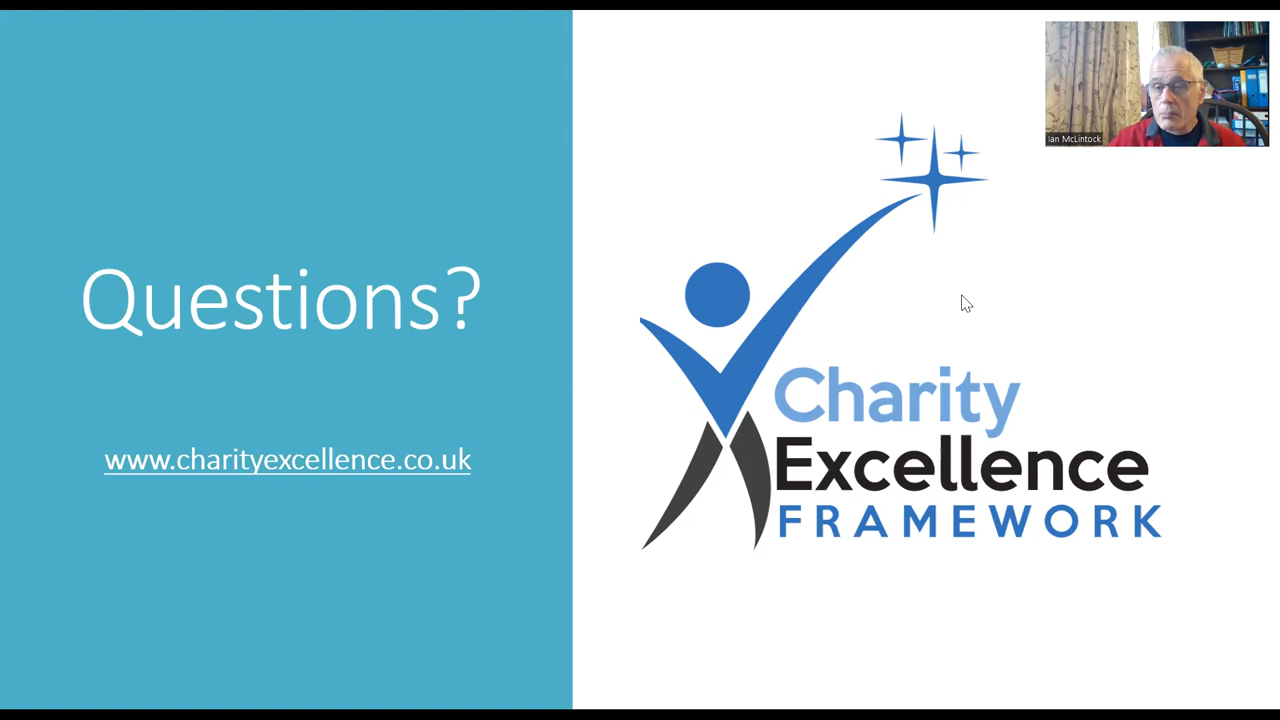 Questions?
www.charityexcellence.co.uk
Ian McLintock
Charity
Excellence
FRAMEWORK